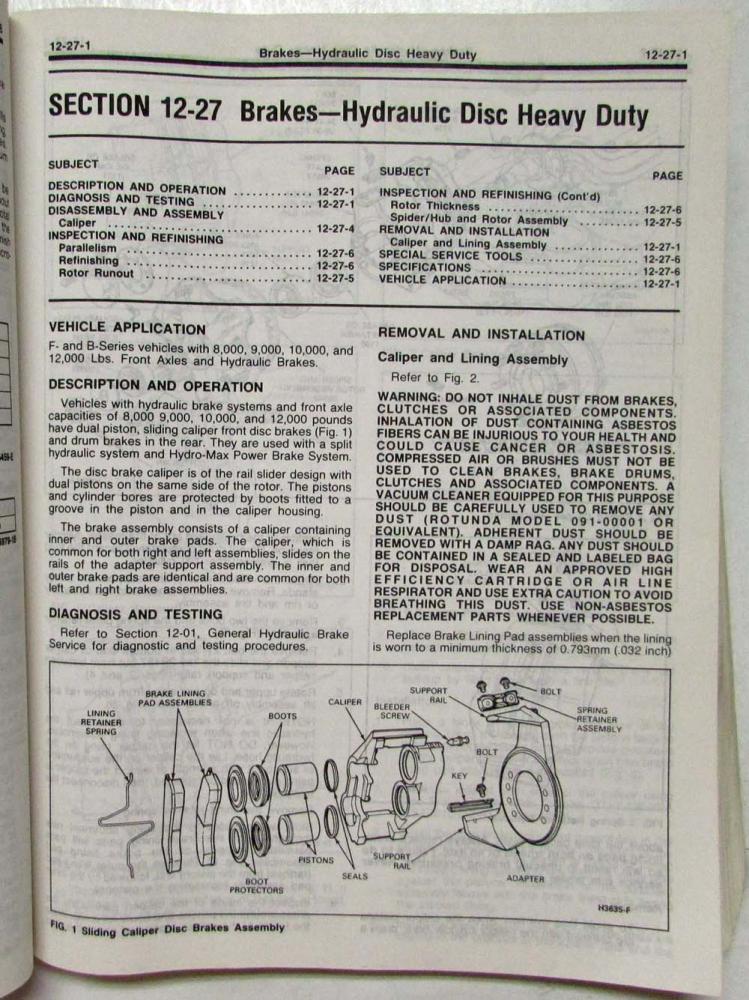 12-27-1
Brakes—Hydraulic Disc Heavy Duty
12-27-1
SECTION 12-27 Brakes—Hydraulic Disc Heavy Duty
SUBJECT
PAGE
DESCRIPTION AND OPERATION ............ 12-27-1
DIAGNOSIS AND TESTING ................. 12-27-1
DISASSEMBLY AND ASSEMBLY
Caliper ................................ 12-27-4
INSPECTION AND REFINISHING
Parallelism ............................ 12-27-6
Refinishing ............................ 12-27-6
Rotor Runout .......................... 12-27-5
SUBJECT
PAGE
INSPECTION AND REFINISHING (Cont'd)
Rotor Thickness ........................ 12-27-6
Spider/Hub and Rotor Assembly .......... 12-27-5
REMOVAL AND INSTALLATION
Caliper and Lining Assembly ............. 12-27-1
SPECIAL SERVICE TOOLS .................. 12-27-6
SPECIFICATIONS ......................... 12-27-6
VEHICLE APPLICATION .................... 12-27-1
VEHICLE APPLICATION
F- and B-Series vehicles with 8,000, 9,000, 10,000, and
12,000 Lbs. Front Axles and Hydraulic Brakes.
DESCRIPTION AND OPERATION
Vehicles with hydraulic brake systems and front axle
capacities of 8,000 9,000, 10,000, and 12,000 pounds
have dual piston, sliding caliper front disc brakes (Fig. 1)
and drum brakes in the rear. They are used with a split
hydraulic system and Hydro-Max Power Brake System.
The disc brake caliper is of the rail slider design with
dual pistons on the same side of the rotor. The pistons
and cylinder bores are protected by boots fitted to a
groove in the piston and in the caliper housing.
The brake assembly consists of a caliper containing
inner and outer brake pads. The caliper, which is
common for both right and left assemblies, slides on the
rails of the adapter support assembly. The inner and
outer brake pads are identical and are common for both
left and right brake assemblies.
DIAGNOSIS AND TESTING
Refer to Section 12-01, General Hydraulic Brake
Service for diagnostic and testing procedures.
REMOVAL AND INSTALLATION
Caliper and Lining Assembly
Refer to Fig. 2.
WARNING: DO NOT INHALE DUST FROM BRAKES,
CLUTCHES OR ASSOCIATED COMPONENTS.
INHALATION OF DUST CONTAINING ASBESTOS
FIBERS CAN BE INJURIOUS TO YOUR HEALTH AND
COULD CAUSE CANCER OR ASBESTOSIS.
COMPRESSED AIR OR BRUSHES MUST NOT BE
USED TO CLEAN BRAKES, BRAKE DRUMS,
CLUTCHES AND ASSOCIATED COMPONENTS. A
VACUUM CLEANER EQUIPPED FOR THIS PURPOSE
SHOULD BE CAREFULLY USED TO REMOVE ANY
DUST (ROTUNDA MODEL 091-00001 OR
EQUIVALENT). ADHERENT DUST SHOULD BE
REMOVED WITH A DAMP RAG. ANY DUST SHOULD
BE CONTAINED IN A SEALED AND LABELED BAG
FOR DISPOSAL. WEAR AN APPROVED HIGH
EFFICIENCY CARTRIDGE OR AIR LINE
RESPIRATOR AND USE EXTRA CAUTION TO AVOID
BREATHING THIS DUST. USE NON-ASBESTOS
REPLACEMENT PARTS WHENEVER POSSIBLE.
Replace Brake Lining Pad assemblies when the lining
is worn to a minimum thickness of 0.793mm (.032 inch)
LINING
RETAINER
SPRING
BRAKE LINING
PAD ASSEMBLIES
BOOTS
CALIPER
BLEEDER
SCREW
SUPPORT
RAIL
BOLT
SPRING
RETAINER
ASSEMBLY
BOLT
KEY
PISTONS
SEALS
BOOT
PROTECTORS
SUPPORT
RAIL
ADAPTER
H3635-F
FIG. 1 Sliding Caliper Disc Brakes Assembly